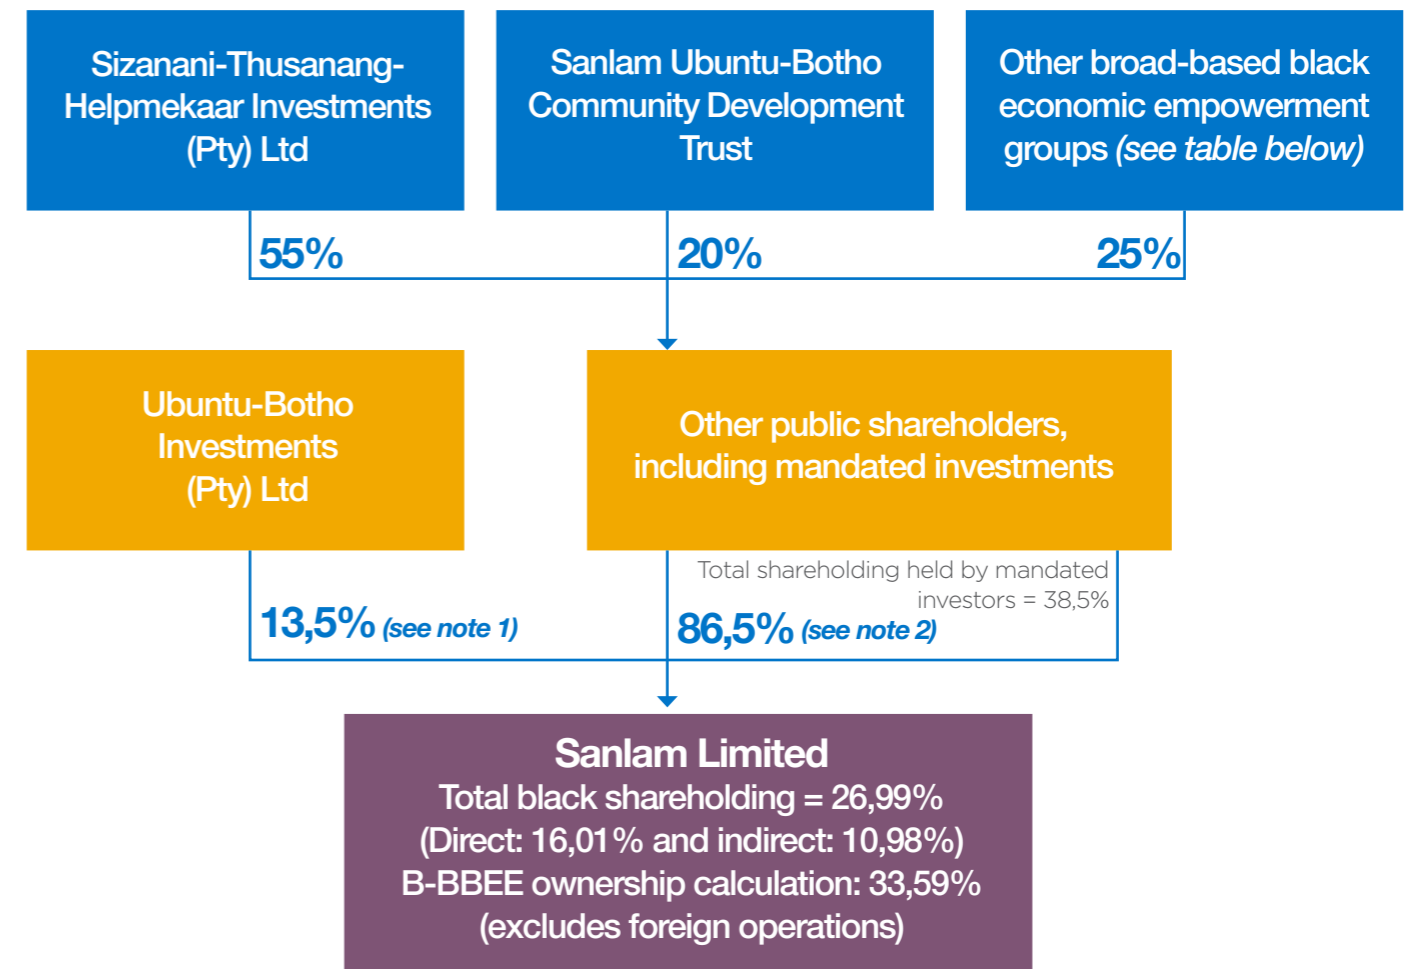 Sizanani-Thusanang-
Helpmekaar Investments
(Pty) Ltd
Sanlam Ubuntu-Botho
Community Development
Trust
Other broad-based black
economic empowerment
groups (see table below)
55%
20%
25%
Ubuntu-Botho
Investments
(Pty) Ltd
Other public shareholders,
including mandated investments
Total shareholding held by mandated
investors = 38,5%
13,5% (see note 1)
86,5% (see note 2)
Sanlam Limited
Total black shareholding = 26,99%
(Direct: 16,01% and indirect: 10,98%)
B-BBEE ownership calculation: 33,59%
(excludes foreign operations)